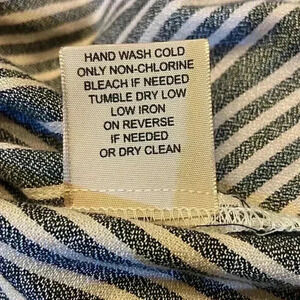 HAND WASH COLD
ONLY NON-CHLORINE
BLEACH IF NEEDED
TUMBLE DRY LOW
LOW IRON
ON REVERSE
IF NEEDED
OR DRY CLEAN